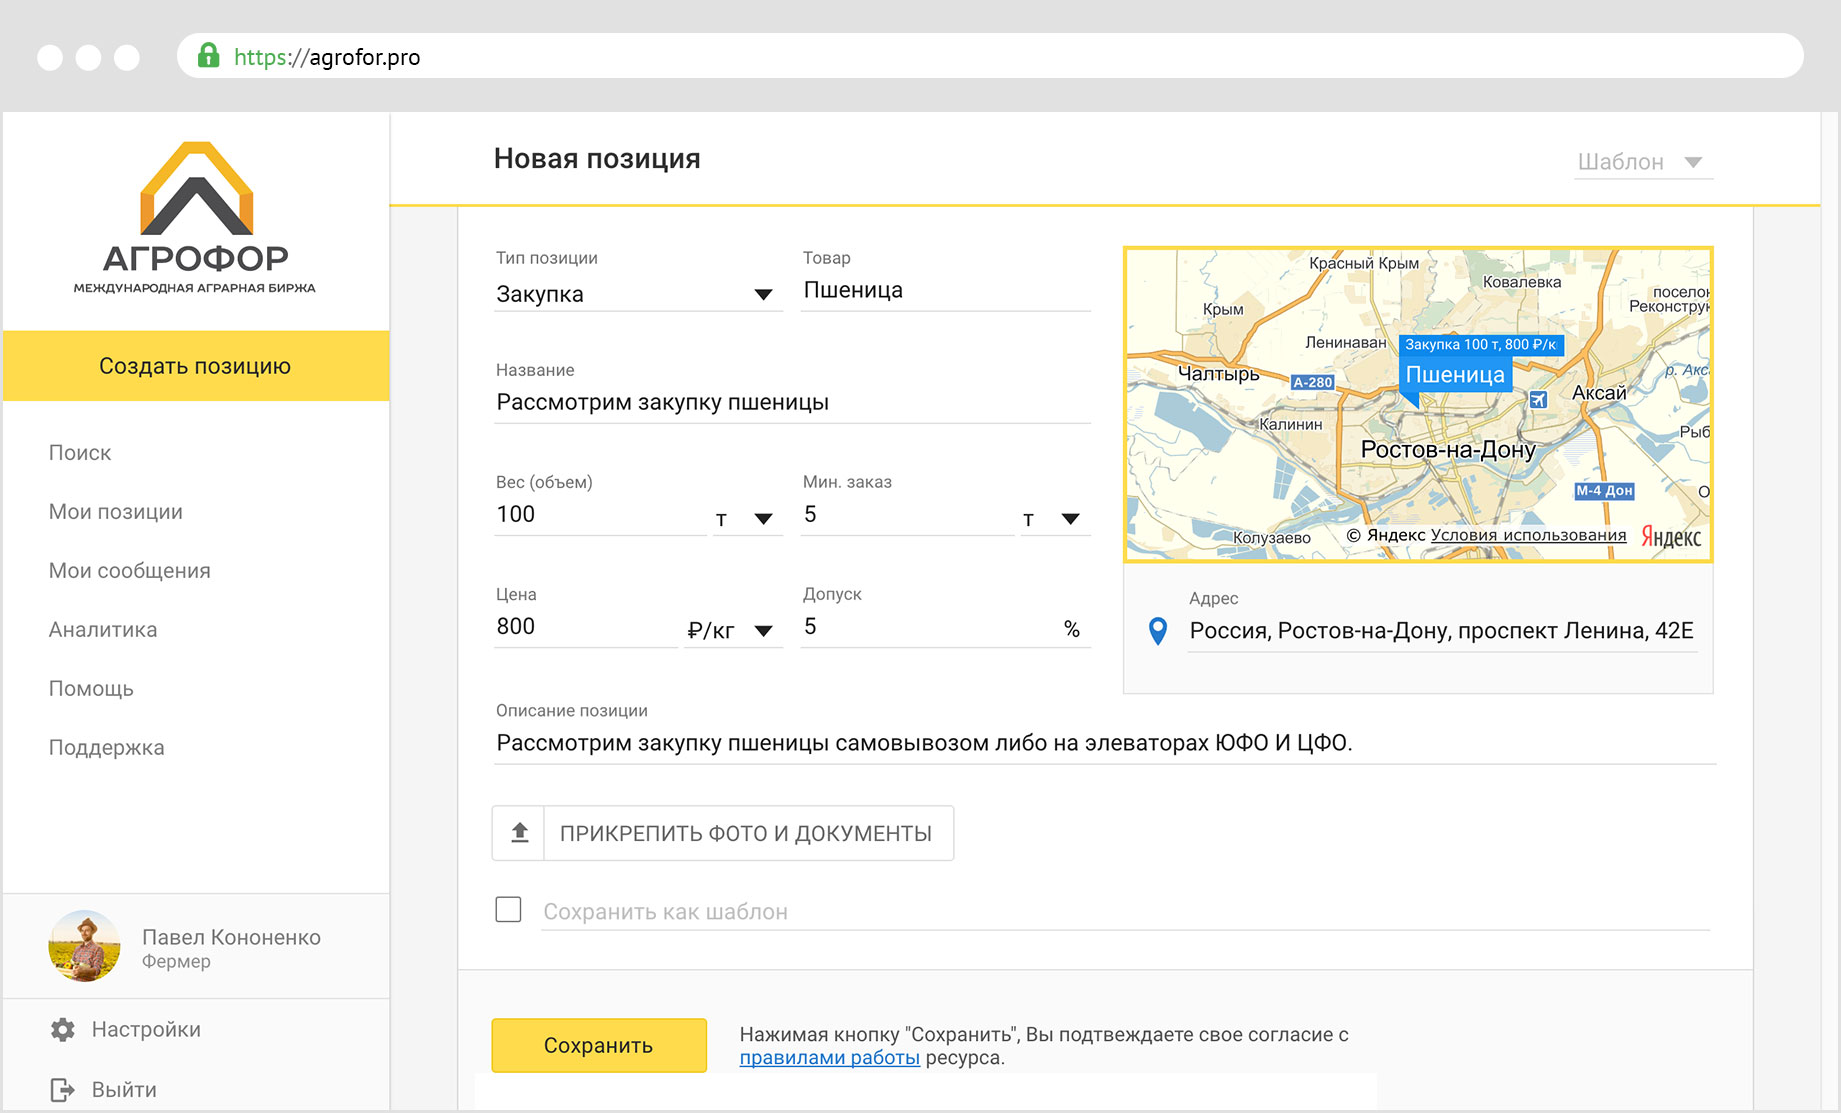 https://agrofor.pro
АГРОФОР
МЕЖДУНАРОДНАЯ АГРАРНАЯ БИРЖА
Создать позицию
Поиск
Мои позиции
Мои сообщения
Аналитика
Помощь
Поддержка
Павел Кононенко
Фермер
Настройки
Выйти
Новая позиция
Шаблон
Тип позиции
Закупка
Товар
Пшеница
Название
Рассмотрим закупку пшеницы
Вес (объем)
100 т
Мин. заказ
5 т
Цена
800 ₽/кг
Допуск
5 %
Красный Крым
Ковалевка
посело
Реконструк
Крым
Ленинаван
Закупка 100 т, 800 ₽/к
Пшеница
Чалтырь
А-280
р. Акс
Аксай
Калинин
Рыб
Ростов-на-Дону
М-4 Дон
О
Колузаево
© Яндекс Условия использования
Яндекс
Адрес
Россия, Ростов-на-Дону, проспект Ленина, 42Е
Описание позиции
Рассмотрим закупку пшеницы самовывозом либо на элеваторах ЮФО И ЦФО.
ПРИКРЕПИТЬ ФОТО И ДОКУМЕНТЫ
Сохранить как шаблон
Сохранить
Нажимая кнопку "Сохранить", Вы подтвеждаете свое согласие с
правилами работы ресурса.